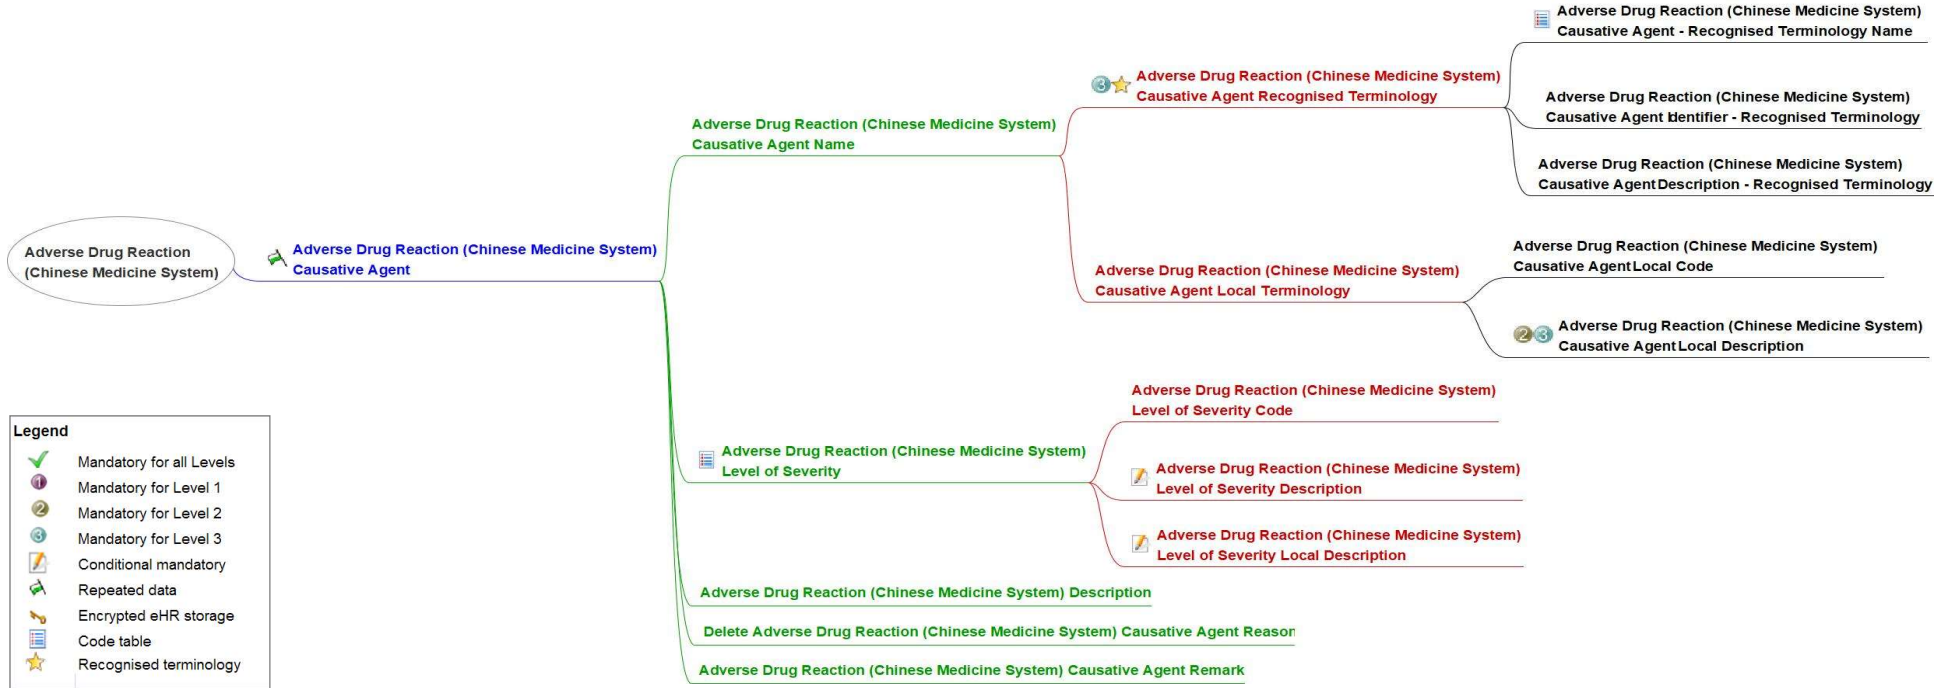 Adverse Drug Reaction
(Chinese Medicine System)
Adverse Drug Reaction (Chinese Medicine System)
Causative Agent
Adverse Drug Reaction (Chinese Medicine System)
Causative Agent Name
3
Adverse Drug Reaction (Chinese Medicine System)
Causative Agent Recognised Terminology
Adverse Drug Reaction (Chinese Medicine System)
Causative Agent - Recognised Terminology Name
Adverse Drug Reaction (Chinese Medicine System)
Causative Agent Identifier - Recognised Terminology
Adverse Drug Reaction (Chinese Medicine System)
Causative Agent Description - Recognised Terminology
Adverse Drug Reaction (Chinese Medicine System)
Causative Agent Local Terminology
Adverse Drug Reaction (Chinese Medicine System)
Causative Agent Local Code
2 3
Adverse Drug Reaction (Chinese Medicine System)
Causative Agent Local Description
Adverse Drug Reaction (Chinese Medicine System)
Level of Severity
Adverse Drug Reaction (Chinese Medicine System)
Level of Severity Code
Adverse Drug Reaction (Chinese Medicine System)
Level of Severity Description
Adverse Drug Reaction (Chinese Medicine System)
Level of Severity Local Description
Adverse Drug Reaction (Chinese Medicine System) Description
Delete Adverse Drug Reaction (Chinese Medicine System) Causative Agent Reason
Adverse Drug Reaction (Chinese Medicine System) Causative Agent Remark
Legend
Mandatory for all Levels
1 Mandatory for Level 1
2 Mandatory for Level 2
3 Mandatory for Level 3
Conditional mandatory
Repeated data
Encrypted eHR storage
Code table
Recognised terminology